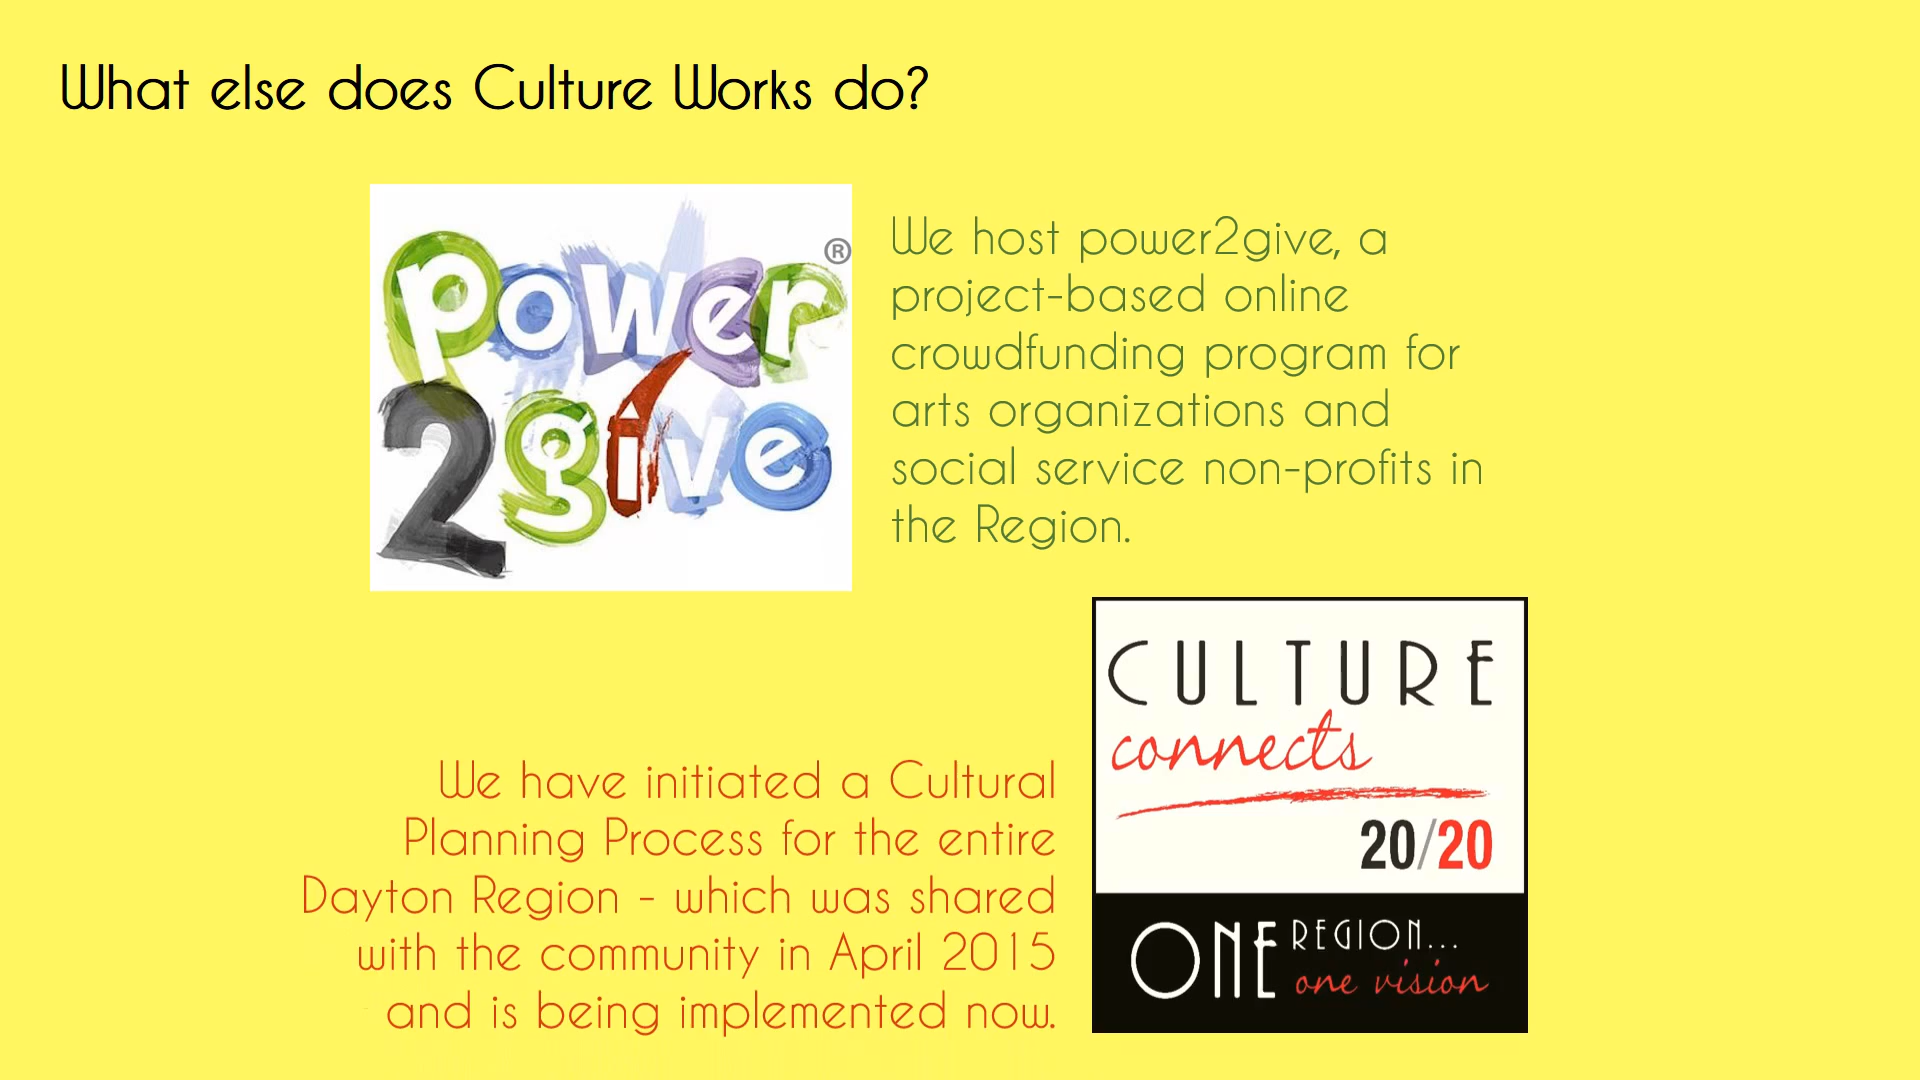 What else does Culture Works do?
power®
2give
We host power2give, a
project-based online
crowdfunding program for
arts organizations and
social service non-profits in
the Region.
We have initiated a Cultural
Planning Process for the entire
Dayton Region - which was shared
with the community in April 2015
and is being implemented now.
CULTURE
connects
20/20
ONE REGION...
one vision